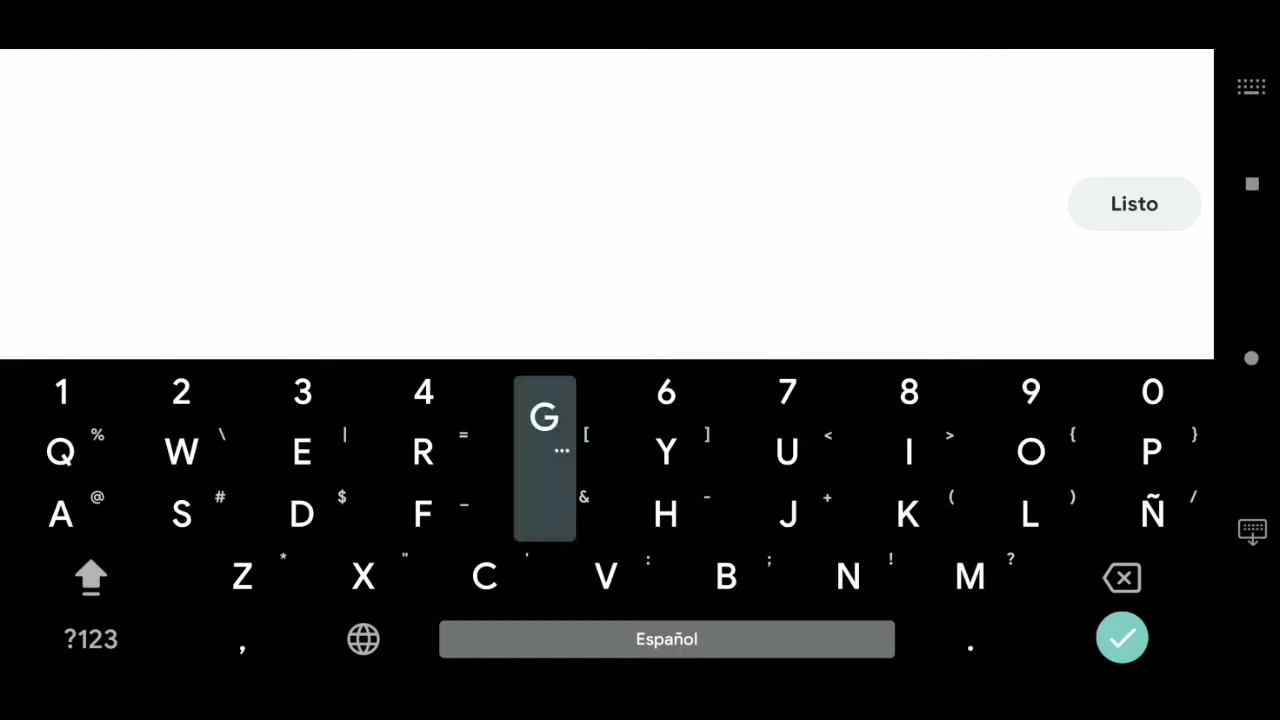 Listo
1 2 3 4 6 7 8 9 0
Q % W \ E | R = G ... [ Y ] U < I > O { P }
A @ S # D $ F _ & H - J + K ( L ) Ñ /
Z * X " C ' V : B ; N ! M ?
?123 , Español .